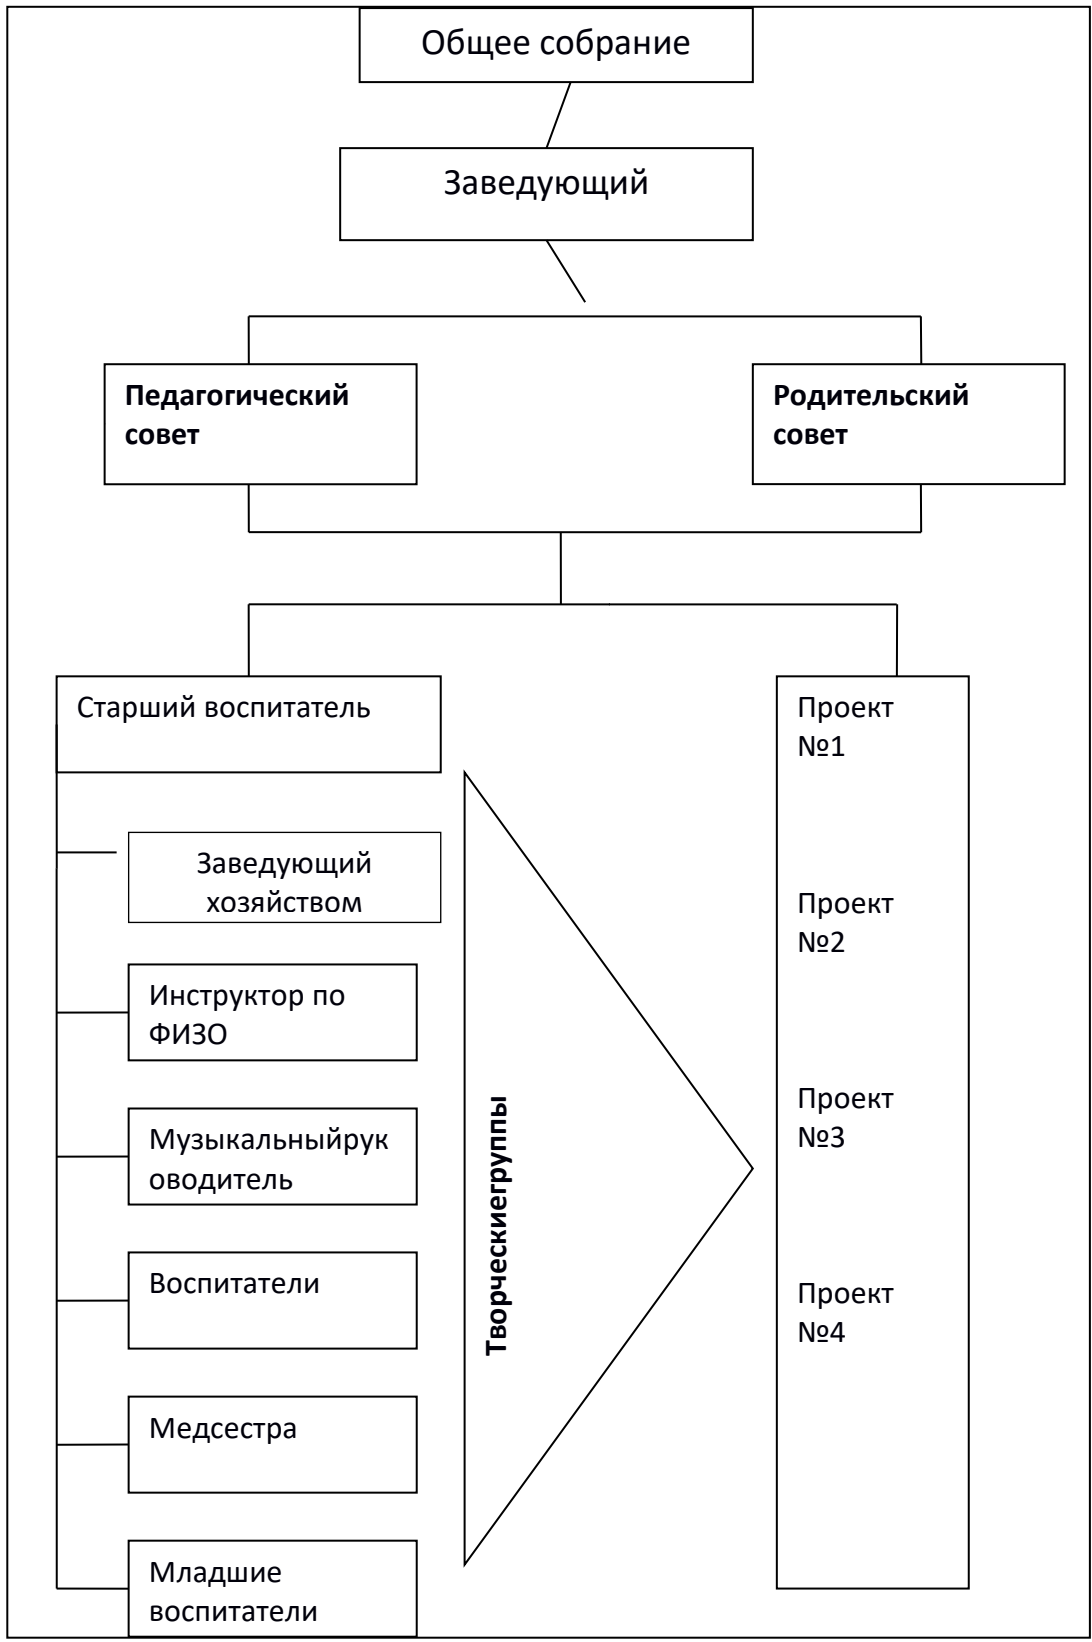 Общее собрание
Заведующий
Педагогический
совет
Родительский
совет
Старший воспитатель
Заведующий
хозяйством
Инструктор по
ФИЗО
Музыкальныйрук
оводитель
Воспитатели
Медсестра
Младшие
воспитатели
Творческиегруппы
Проект
№1
Проект
№2
Проект
№3
Проект
№4